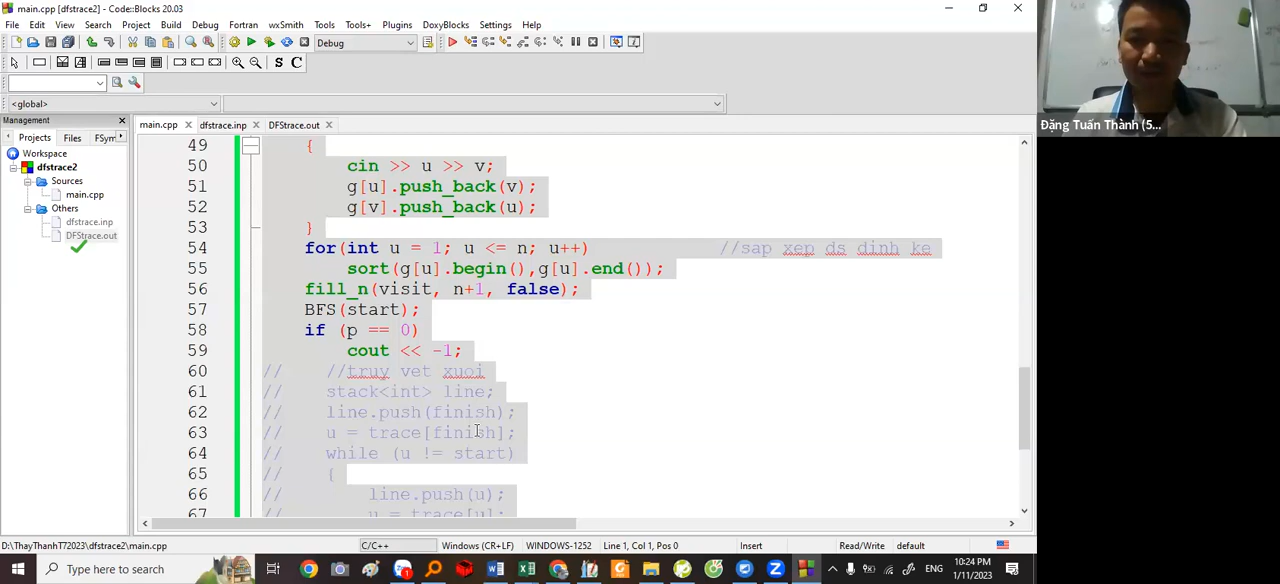 main.cpp [dfstrace2] - Code::Blocks 20.03
File Edit View Search Project Build Debug Fortran wxSmith Tools Tools+ Plugins DoxyBlocks Settings Help
Debug
S C
<global>
Management
Projects Files FSym
Workspace
dfstrace2
Sources
main.cpp
Others
dfstrace.inp
DFStrace.out
main.cpp dfstrace.inp DFStrace.out
49 {
50 cin >> u >> v;
51 g[u].push_back(v);
52 g[v].push_back(u);
53 }
54 for(int u = 1; u <= n; u++) //sap xep ds dinh ke
55 sort(g[u].begin(),g[u].end());
56 fill_n(visit, n+1, false);
57 BFS(start);
58 if (p == 0)
59 cout << -1;
60 // //truy vet xuoi
61 // stack<int> line;
62 // line.push(finish);
63 // u = trace[finish];
64 // while (u != start)
65 // {
66 // line.push(u);
67 // u = trace[u];
D:\ThayThanhT72023\dfstrace2\main.cpp C/C++ Windows (CR+LF) WINDOWS-1252 Line 1, Col 1, Pos 0 Insert Read/Write default
Type here to search
ENG
10:24 PM
1/11/2023
Đặng Tuấn Thành (5...